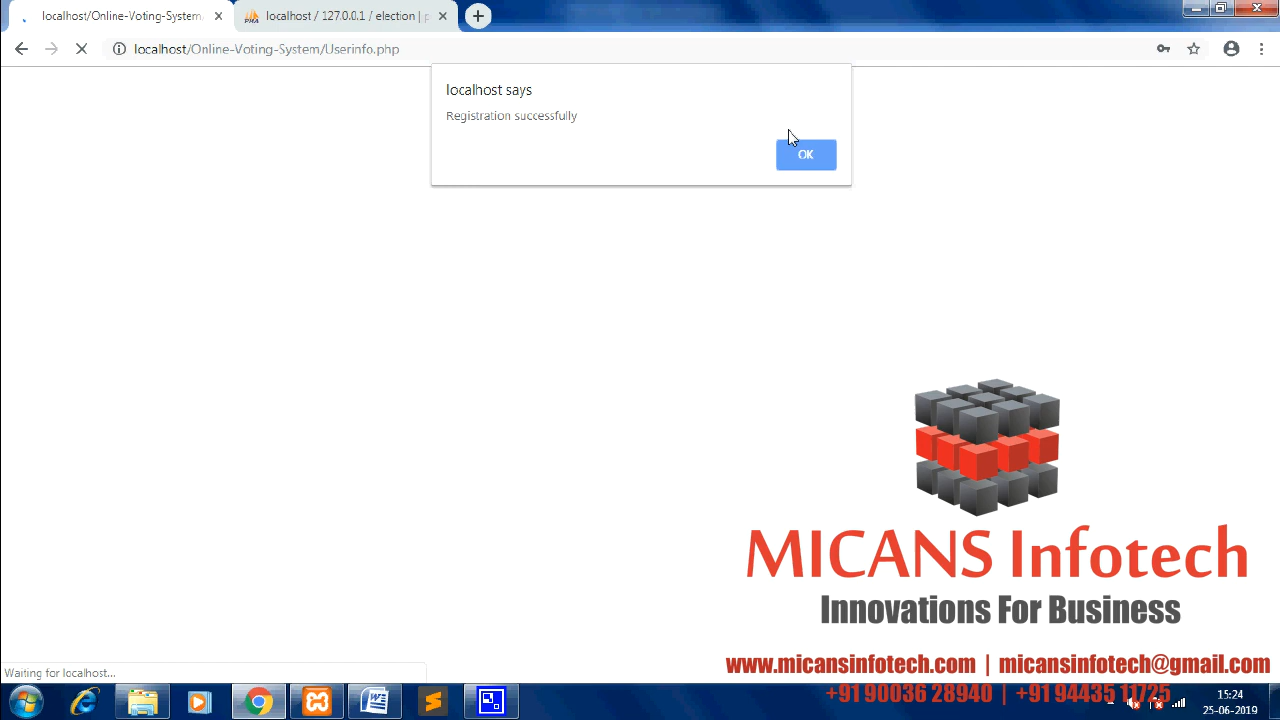 localhost/Online-Voting-System
localhost / 127.0.0.1 / election | p
localhost/Online-Voting-System/Userinfo.php
localhost says
Registration successfully
OK
MICANS Infotech
Innovations For Business
www.micansinfotech.com | micansinfotech@gmail.com
+91 90036 28940 | +91 94435 11725
Waiting for localhost...
15:24
25-06-2019